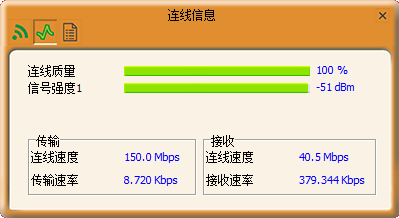 连线信息
连线质量 100 %
信号强度1 -51 dBm
传输
连线速度 150.0 Mbps
传输速率 8.720 Kbps
接收
连线速度 40.5 Mbps
接收速率 379.344 Kbps